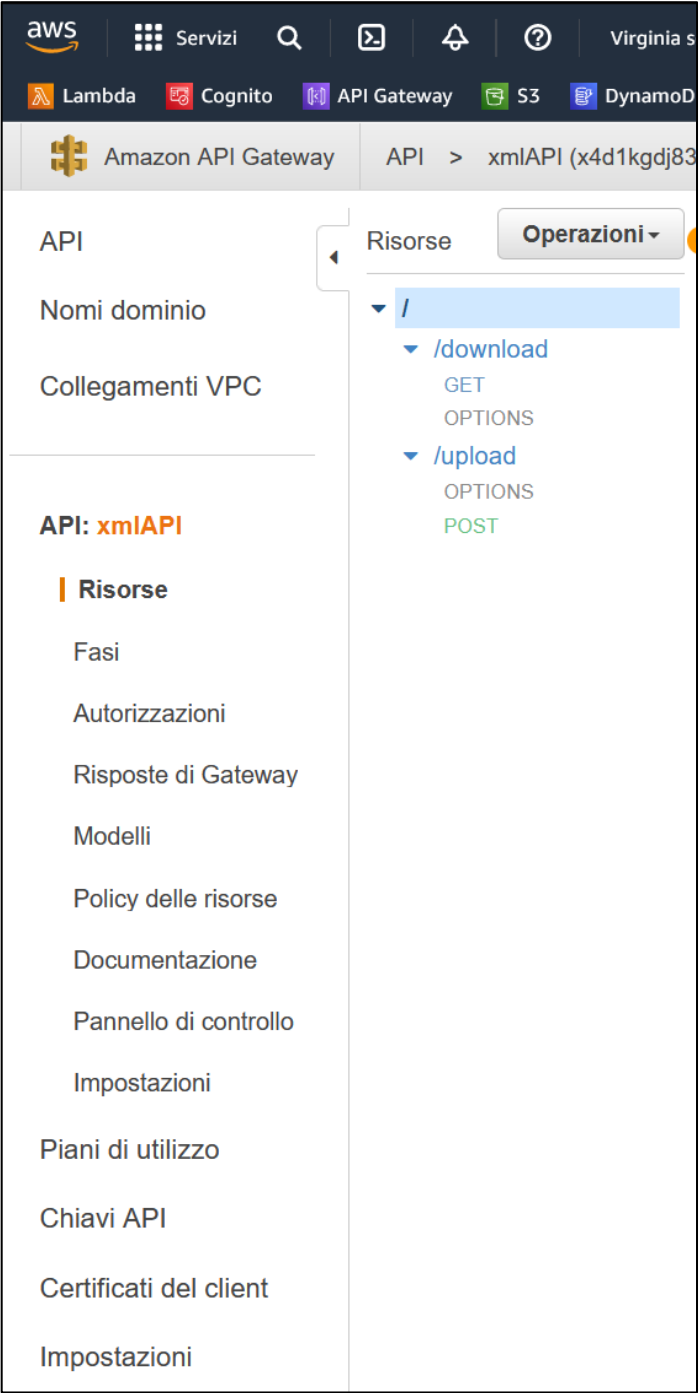 aws Servizi Virginia s
Lambda Cognito API Gateway S3 DynamoD
Amazon API Gateway API > xmlAPI (x4d1kgdj83
API
Nomi dominio
Collegamenti VPC
API: xmlAPI
Risorse
Fasi
Autorizzazioni
Risposte di Gateway
Modelli
Policy delle risorse
Documentazione
Pannello di controllo
Impostazioni
Piani di utilizzo
Chiavi API
Certificati del client
Impostazioni
Risorse Operazioni
/
/download
GET
OPTIONS
/upload
OPTIONS
POST